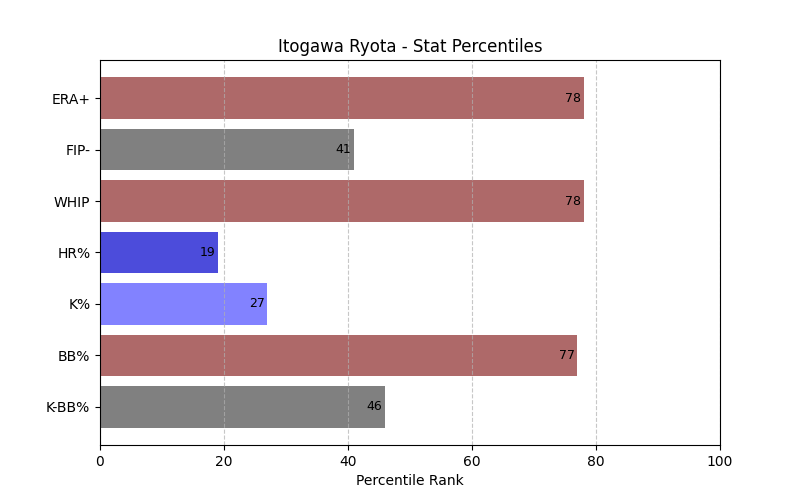 Itogawa Ryota - Stat Percentiles
ERA+ 78
FIP- 41
WHIP 78
HR% 19
K% 27
BB% 77
K-BB% 46
0 20 40 60 80 100
Percentile Rank